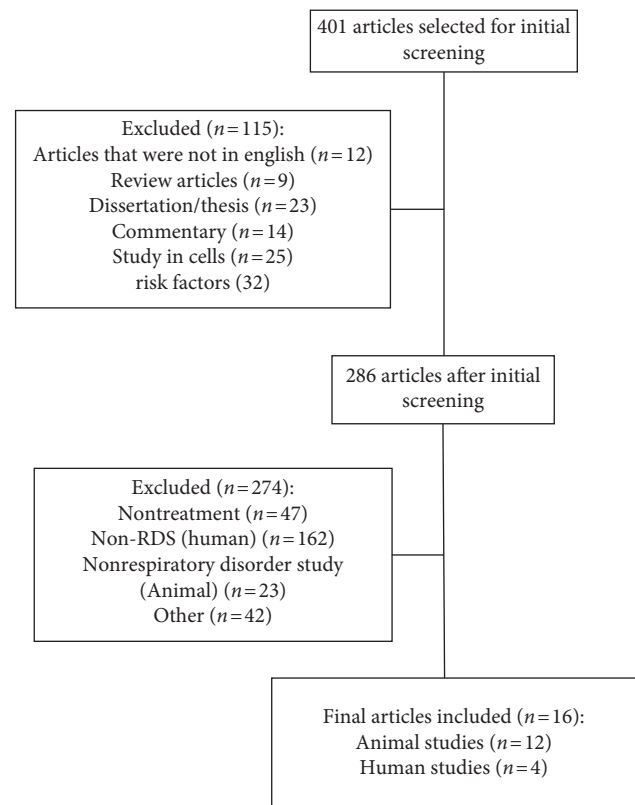 401 articles selected for initial
screening
Excluded (n=115):
Articles that were not in english (n=12)
Review articles (n=9)
Dissertation/thesis (n=23)
Commentary (n=14)
Study in cells (n=25)
risk factors (32)
286 articles after initial
screening
Excluded (n=274):
Nontreatment (n=47)
Non-RDS (human) (n=162)
Nonrespiratory disorder study
(Animal) (n=23)
Other (n=42)
Final articles included (n=16):
Animal studies (n=12)
Human studies (n=4)